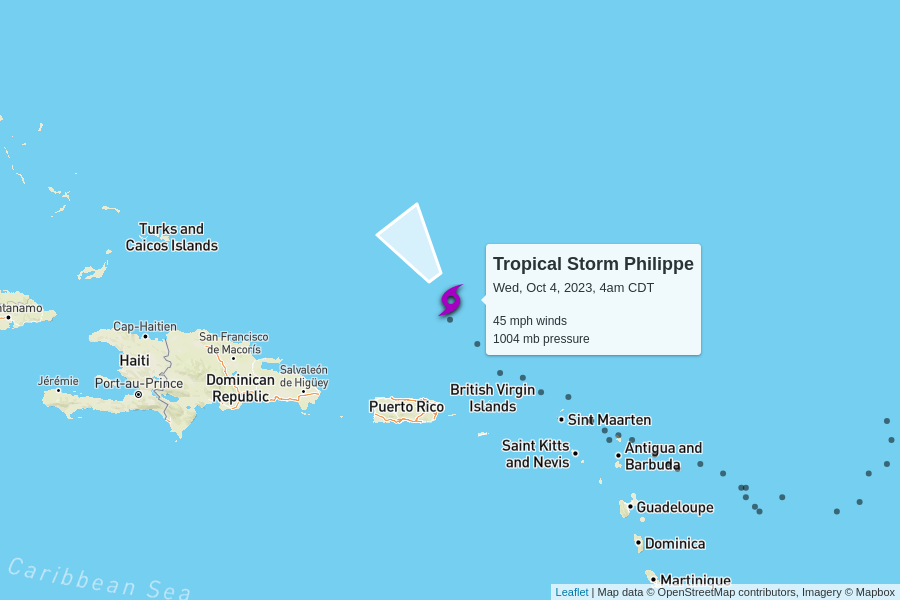 Turks and
Caicos Islands
Tropical Storm Philippe
Wed, Oct 4, 2023, 4am CDT
45 mph winds
1004 mb pressure
ntanamo
Cap-Haitien
San Francisco
de Macorís
Haiti
Salvaleón
de Higüey
Jérémie
Port-au-Prince
Dominican
Republic
British Virgin
Islands
Puerto Rico
Sint Maarten
Saint Kitts
and Nevis
Antigua and
Barbuda
Guadeloupe
Dominica
Caribbean Sea
Martinique
Leaflet | Map data © OpenStreetMap contributors, Imagery © Mapbox